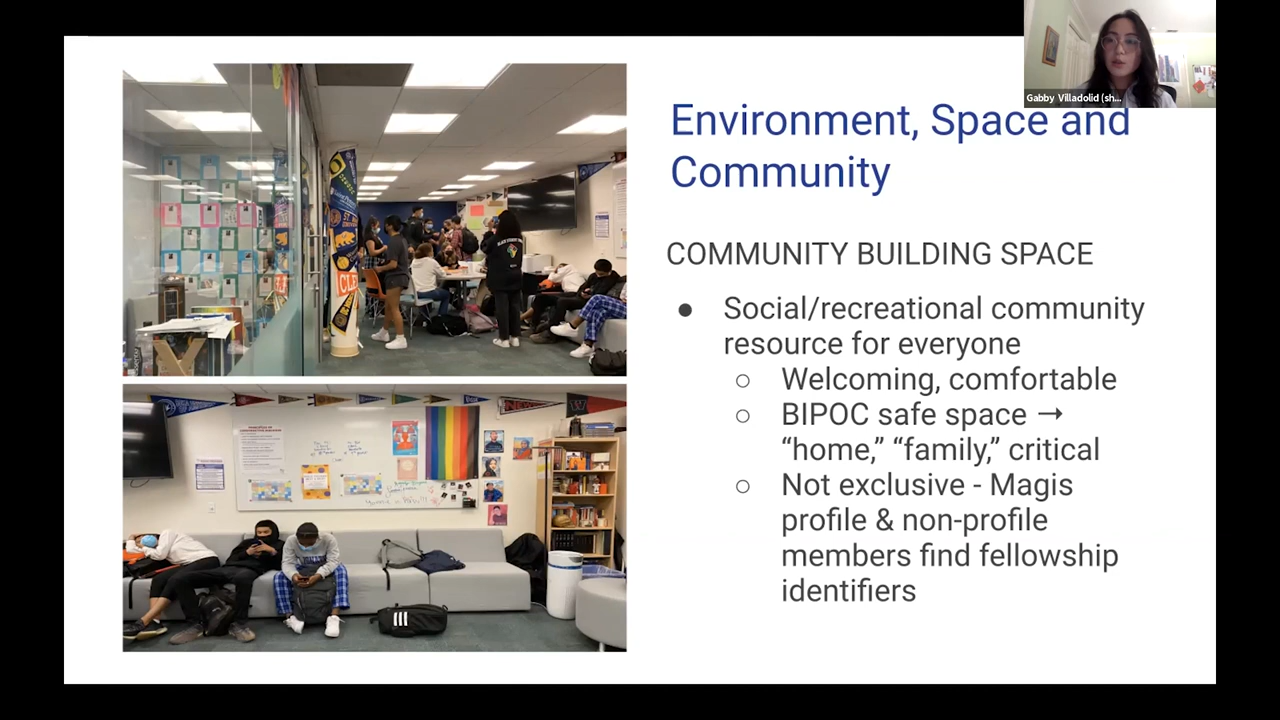 Gabby Villadolid (sh...
Environment, Space and
Community
COMMUNITY BUILDING SPACE
● Social/recreational community
resource for everyone
○ Welcoming, comfortable
○ BIPOC safe space →
“home,” “family,” critical
○ Not exclusive - Magis
profile & non-profile
members find fellowship
identifiers
CLE